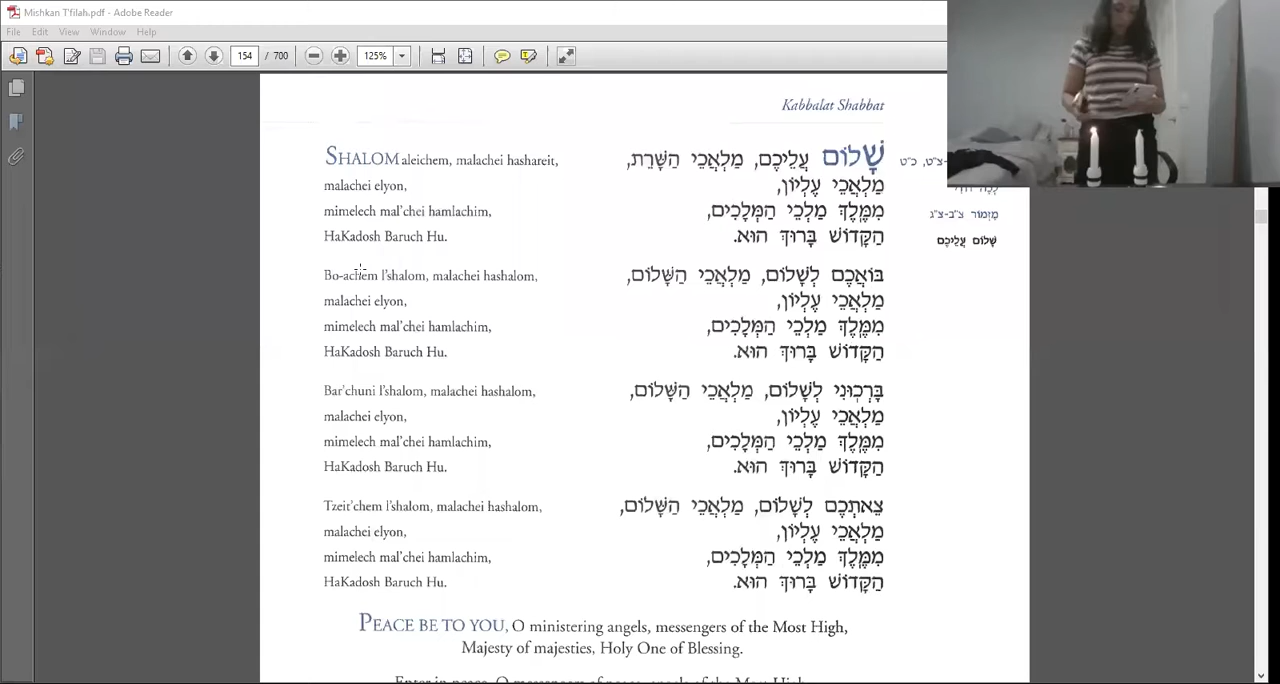 Mishkan T'filah.pdf - Adobe Reader
File Edit View Window Help
154 / 700 125%
Kabbalat Shabbat
SHALOM aleichem, malachei hashareit,
malachei elyon,
mimelech mal'chei hamlachim,
HaKadosh Baruch Hu.
Bo-achem l'shalom, malachei hashalom,
malachei elyon,
mimelech mal'chei hamlachim,
HaKadosh Baruch Hu.
Bar'chuni l'shalom, malachei hashalom,
malachei elyon,
mimelech mal'chei hamlachim,
HaKadosh Baruch Hu.
Tzeit'chem l'shalom, malachei hashalom,
malachei elyon,
mimelech mal'chei hamlachim,
HaKadosh Baruch Hu.
שָׁלוֹם עֲלֵיכֶם, מַלְאֲכֵי הַשָּׁרֵת,
מַלְאֲכֵי עֶלְיוֹן,
מִמֶּלֶךְ מַלְכֵי הַמְּלָכִים,
הַקָּדוֹשׁ בָּרוּךְ הוּא.
בּוֹאֲכֶם לְשָׁלוֹם, מַלְאֲכֵי הַשָּׁלוֹם,
מַלְאֲכֵי עֶלְיוֹן,
מִמֶּלֶךְ מַלְכֵי הַמְּלָכִים,
הַקָּדוֹשׁ בָּרוּךְ הוּא.
בָּרְכוּנִי לְשָׁלוֹם, מַלְאֲכֵי הַשָּׁלוֹם,
מַלְאֲכֵי עֶלְיוֹן,
מִמֶּלֶךְ מַלְכֵי הַמְּלָכִים,
הַקָּדוֹשׁ בָּרוּךְ הוּא.
צֵאתְכֶם לְשָׁלוֹם, מַלְאֲכֵי הַשָּׁלוֹם,
מַלְאֲכֵי עֶלְיוֹן,
מִמֶּלֶךְ מַלְכֵי הַמְּלָכִים,
הַקָּדוֹשׁ בָּרוּךְ הוּא.
צ״ט, כ״ט
מִזְמוֹר צ״ב-צ״ג
שָׁלוֹם עֲלֵיכֶם
PEACE BE TO YOU, O ministering angels, messengers of the Most High,
Majesty of majesties, Holy One of Blessing.